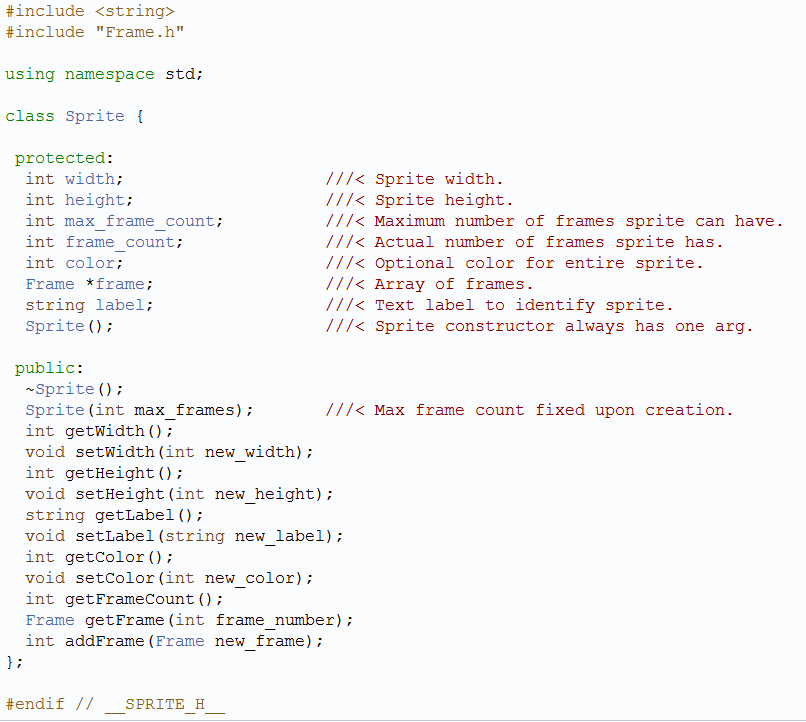 #include <string>
#include "Frame.h"
using namespace std;
class Sprite {
protected:
int width; ///< Sprite width.
int height; ///< Sprite height.
int max_frame_count; ///< Maximum number of frames sprite can have.
int frame_count; ///< Actual number of frames sprite has.
int color; ///< Optional color for entire sprite.
Frame *frame; ///< Array of frames.
string label; ///< Text label to identify sprite.
Sprite(); ///< Sprite constructor always has one arg.
public:
~Sprite();
Sprite(int max_frames); ///< Max frame count fixed upon creation.
int getWidth();
void setWidth(int new_width);
int getHeight();
void setHeight(int new_height);
string getLabel();
void setLabel(string new_label);
int getColor();
void setColor(int new_color);
int getFrameCount();
Frame getFrame(int frame_number);
int addFrame(Frame new_frame);
};
#endif // __SPRITE_H__